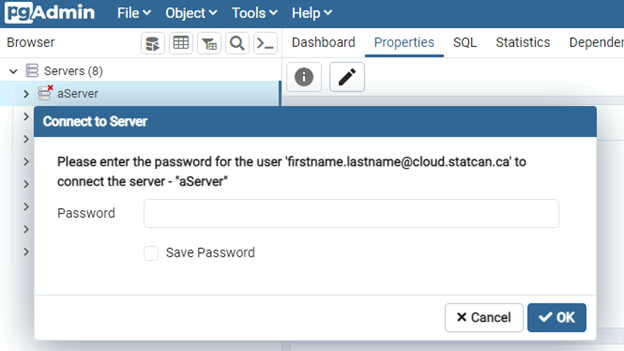 pgAdmin File Object Tools Help
Browser Dashboard Properties SQL Statistics Dependen
Servers (8)
aServer
Connect to Server
Please enter the password for the user 'firstname.lastname@cloud.statcan.ca' to
connect the server - "aServer"
Password
Save Password
Cancel OK